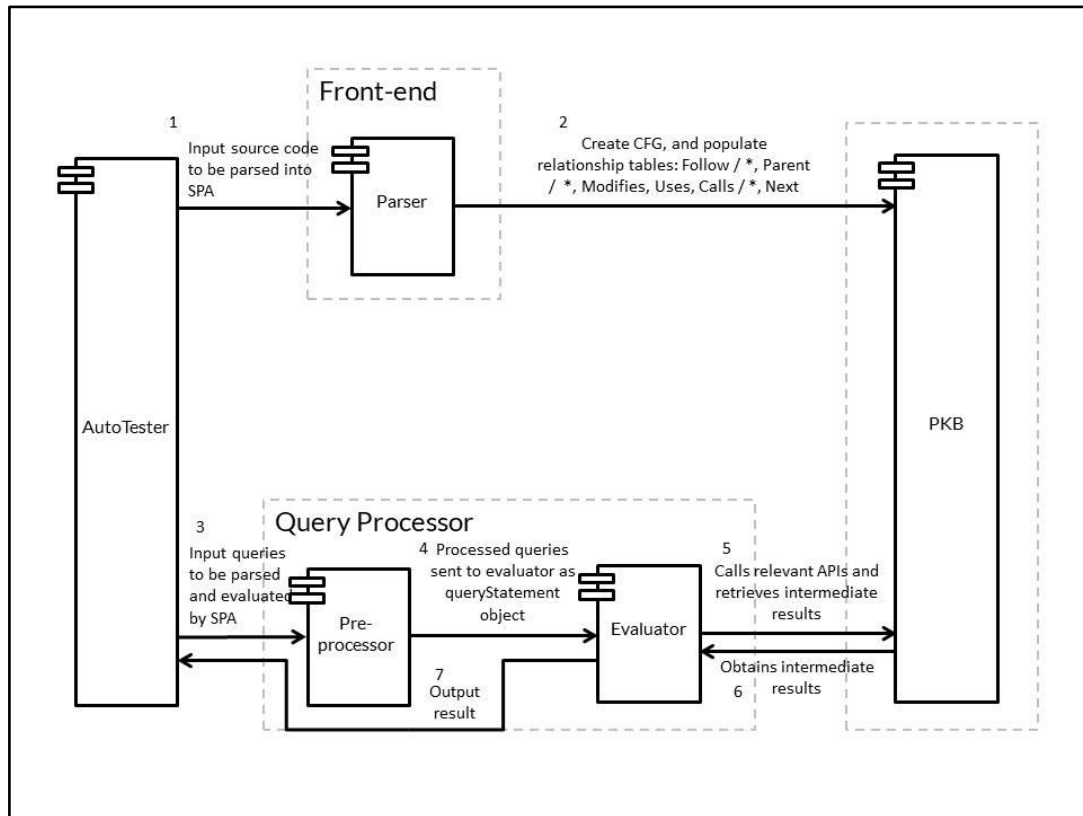 Front-end
1
Input source code
to be parsed into
SPA
Parser
2
Create CFG, and populate
relationship tables: Follow / *, Parent
/ *, Modifies, Uses, Calls / *, Next
AutoTester
PKB
Query Processor
3
Input queries
to be parsed
and evaluated
by SPA
Pre-
processor
4 Processed queries
sent to evaluator as
queryStatement
object
Evaluator
5
Calls relevant APIs and
retrieves intermediate
results
Obtains intermediate
6 results
7
Output
result